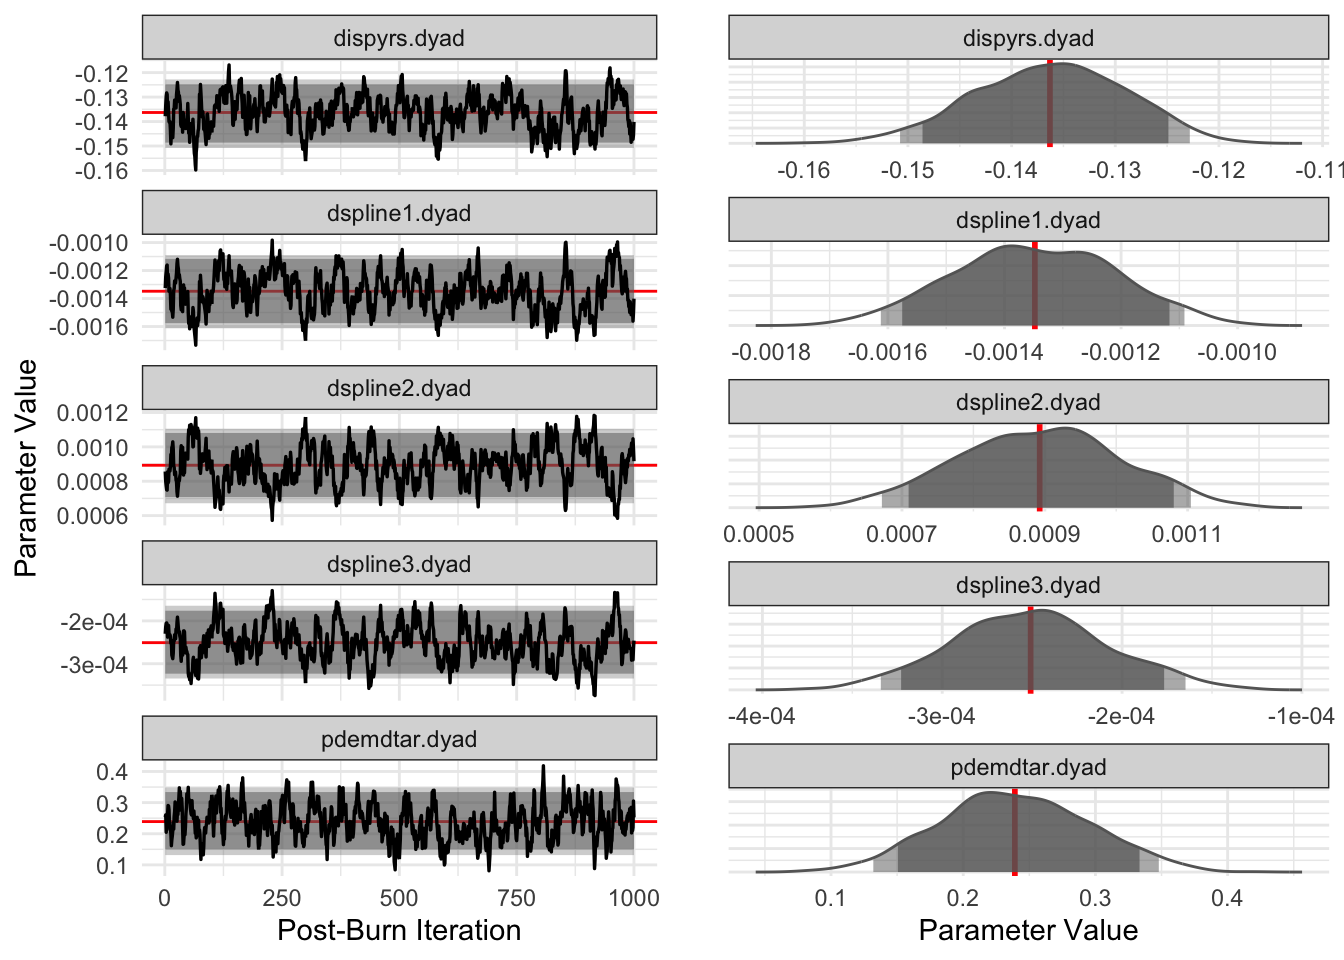 dispyrs.dyad
-0.12
-0.13
-0.14
-0.15
-0.16
dspline1.dyad
-0.0010
-0.0012
-0.0014
-0.0016
dspline2.dyad
0.0012
0.0010
0.0008
0.0006
dspline3.dyad
-2e-04
-3e-04
pdemdtar.dyad
0.4
0.3
0.2
0.1
0 250 500 750 1000
Post-Burn Iteration
Parameter Value
dispyrs.dyad
-0.16 -0.15 -0.14 -0.13 -0.12 -0.11
dspline1.dyad
-0.0018 -0.0016 -0.0014 -0.0012 -0.0010
dspline2.dyad
0.0005 0.0007 0.0009 0.0011
dspline3.dyad
-4e-04 -3e-04 -2e-04 -1e-04
pdemdtar.dyad
0.1 0.2 0.3 0.4
Parameter Value